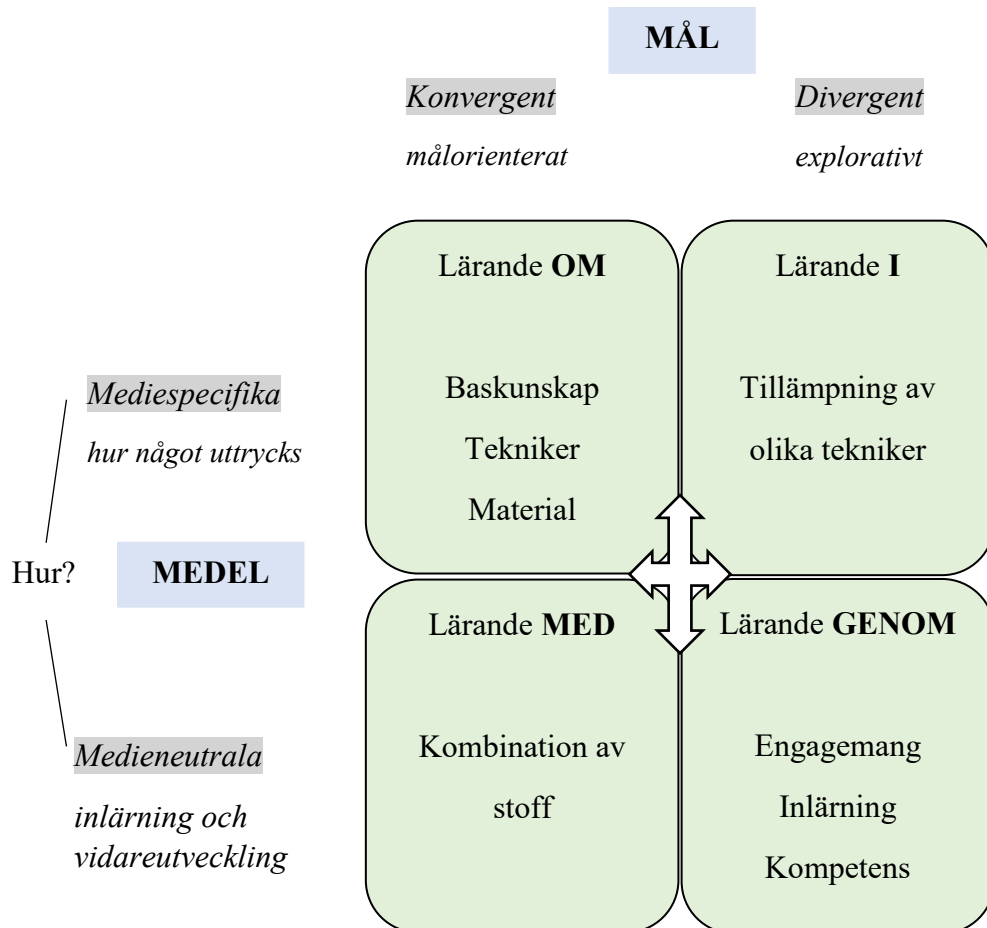 MÅL
Konvergent
målorienterat
Divergent
explorativt
Lärande OM
Baskunskap
Tekniker
Material
Lärande I
Tillämpning av
olika tekniker
Mediespecifika
hur något uttrycks
Hur?
MEDEL
Lärande MED
Kombination av
stoff
Lärande GENOM
Engagemang
Inlärning
Kompetens
Medieneutrala
inlärning och
vidareutveckling